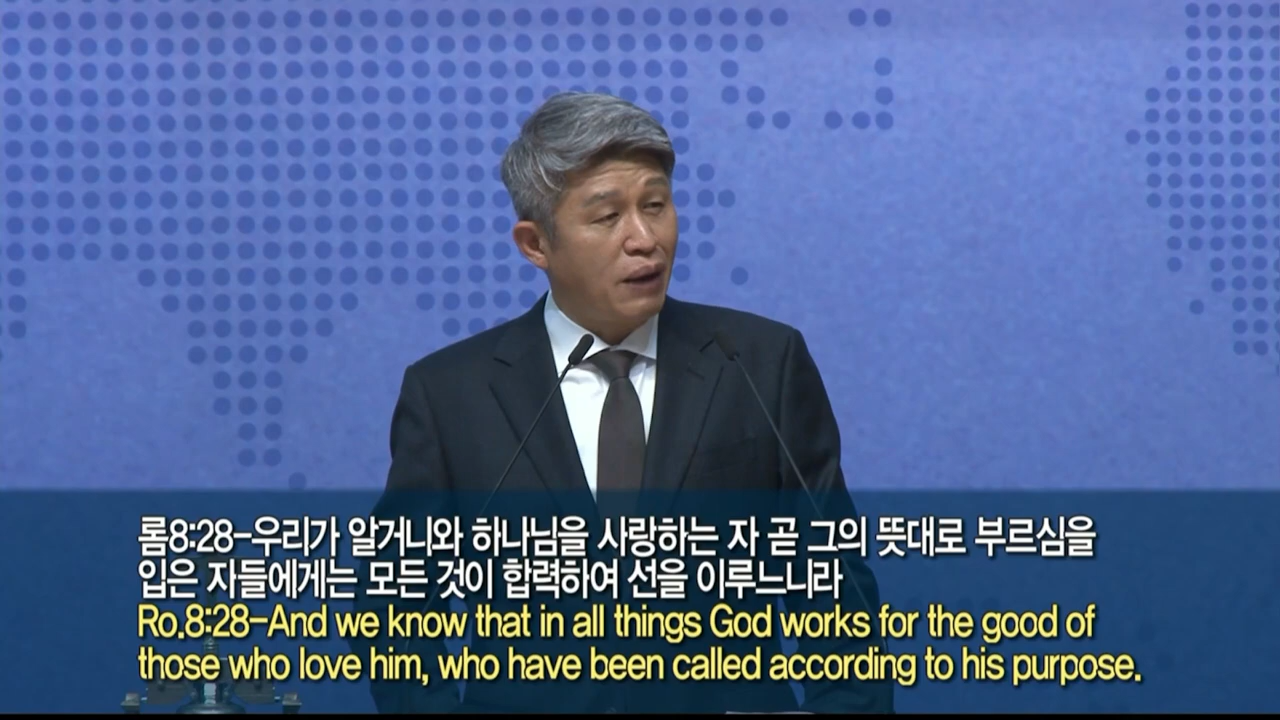 롬8:28-우리가 알거니와 하나님을 사랑하는 자 곧 그의 뜻대로 부르심을
입은 자들에게는 모든 것이 합력하여 선을 이루느니라
Ro.8:28-And we know that in all things God works for the good of
those who love him, who have been called according to his purpose.